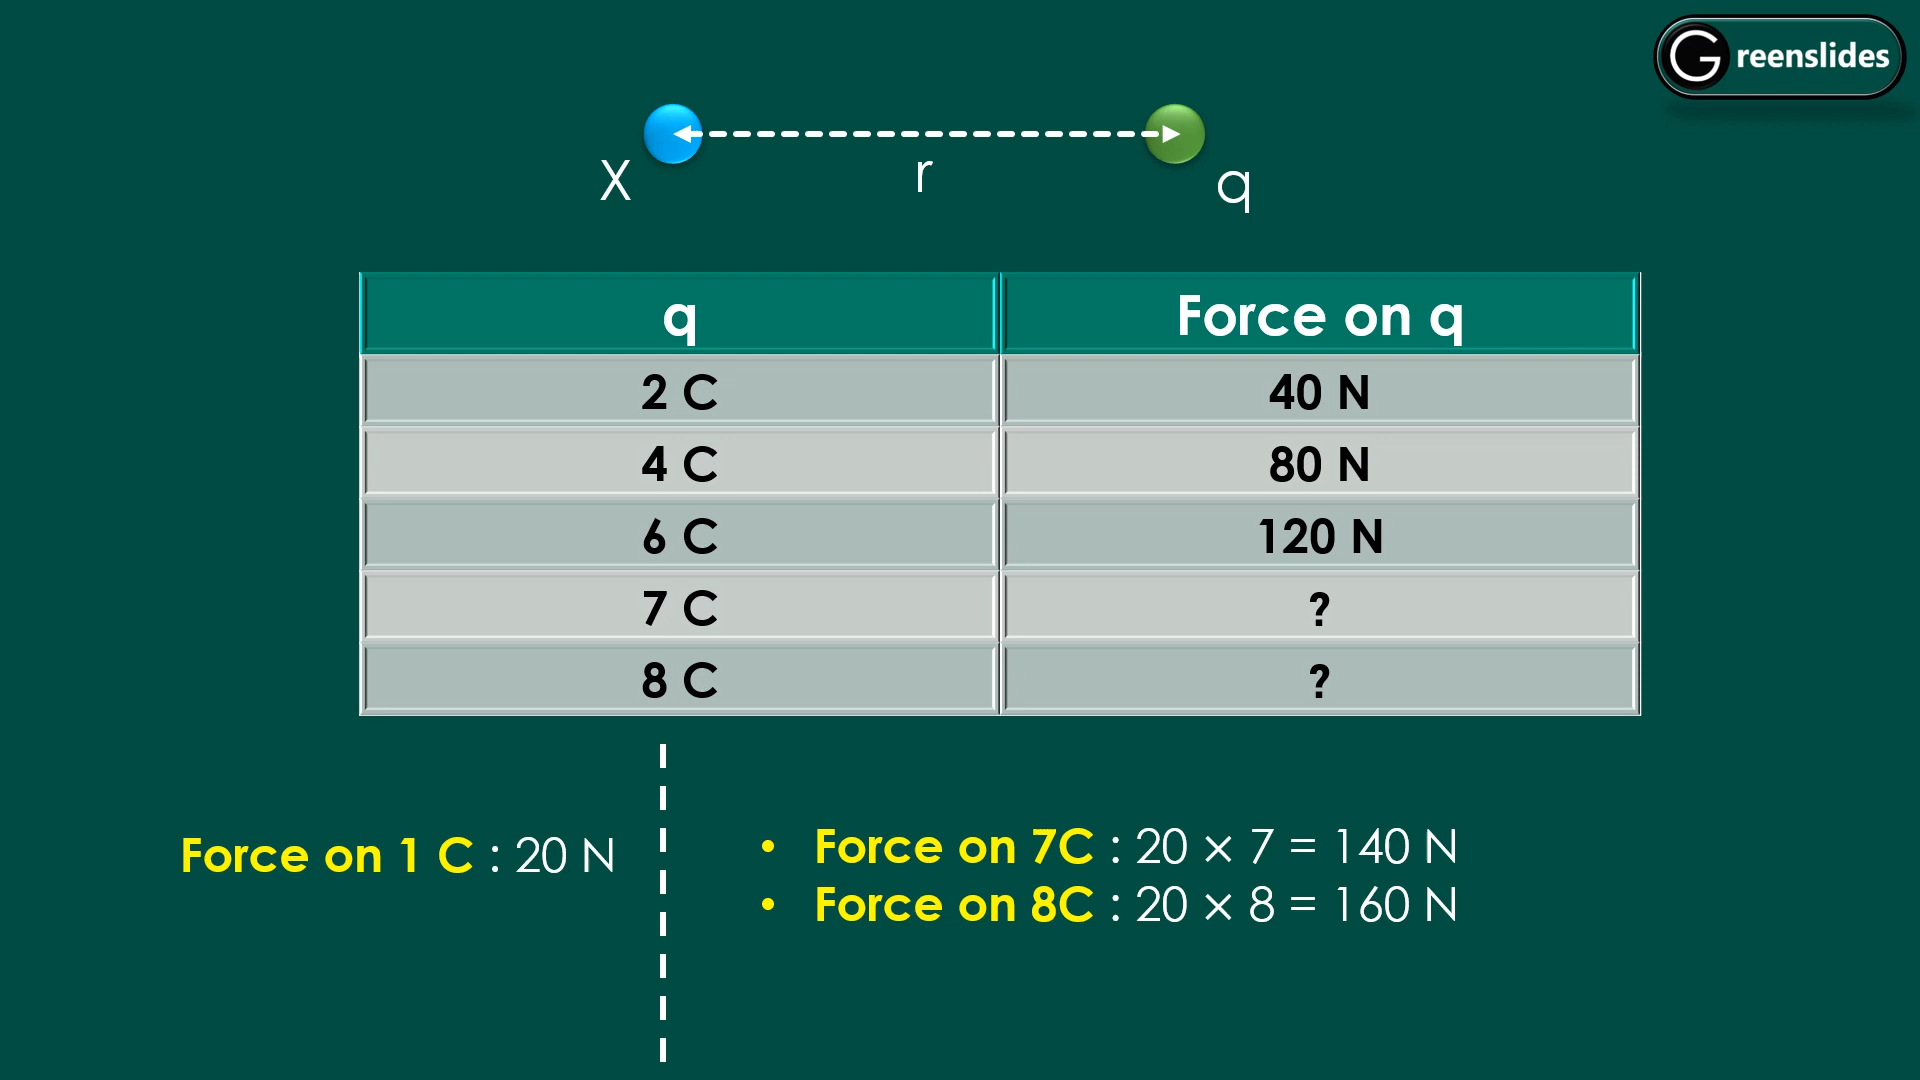 Greenslides
X
r
q
q Force on q
2 C 40 N
4 C 80 N
6 C 120 N
7 C ?
8 C ?
Force on 1 C : 20 N
• Force on 7C : 20 × 7 = 140 N
• Force on 8C : 20 × 8 = 160 N